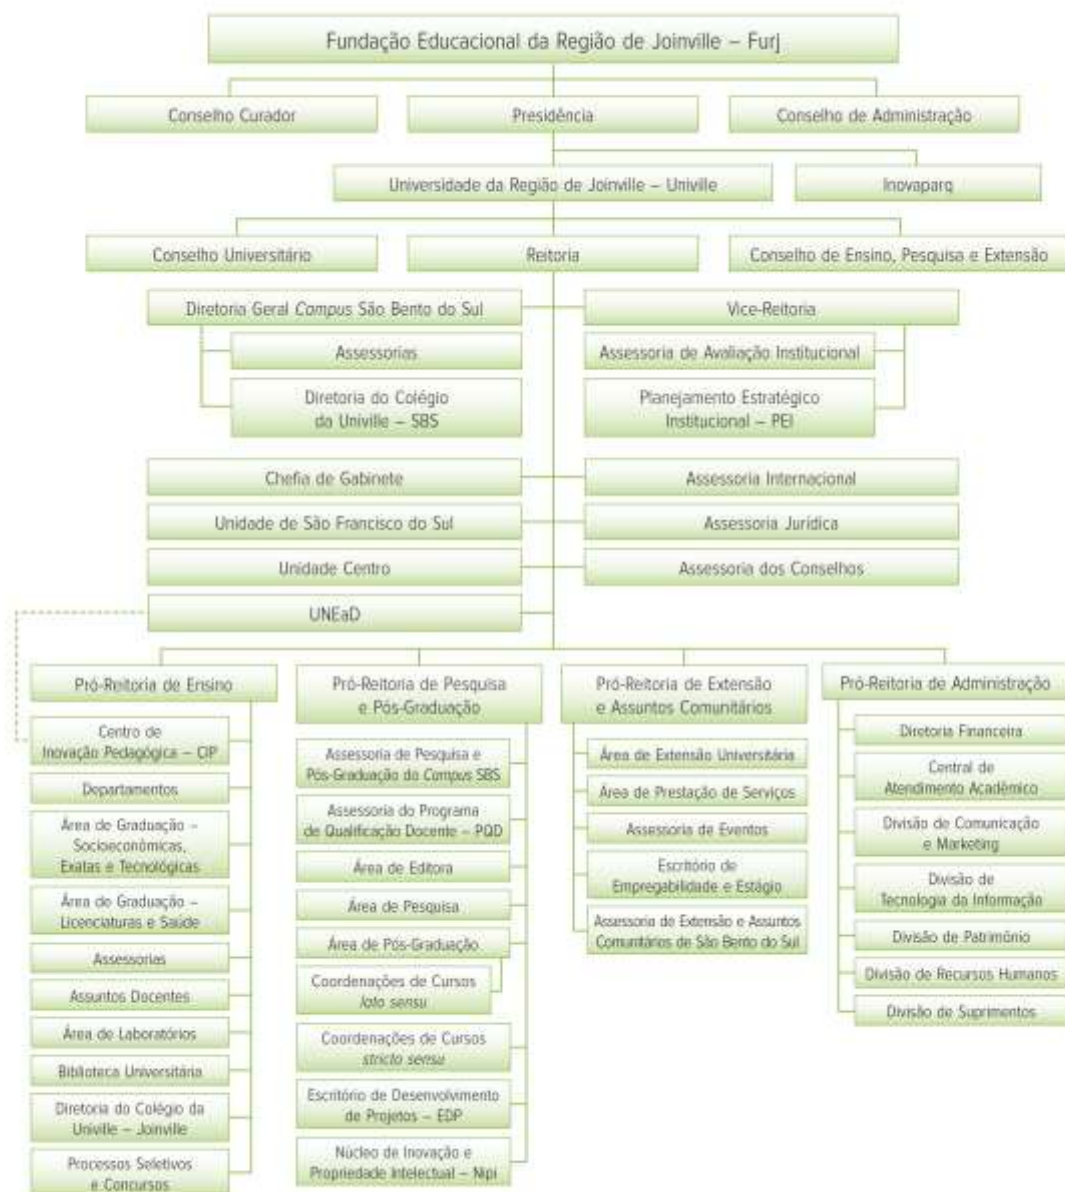 Fundação Educacional da Região de Joinville – Furj
Conselho Curador
Presidência
Conselho de Administração
Universidade da Região de Joinville – Univille
Inovaparq
Conselho Universitário
Reitoria
Conselho de Ensino, Pesquisa e Extensão
Diretoria Geral Campus São Bento do Sul
Vice-Reitoria
Assessorias
Assessoria de Avaliação Institucional
Diretoria do Colégio
da Univille – SBS
Planejamento Estratégico
Institucional – PEI
Chefia de Gabinete
Assessoria Internacional
Unidade de São Francisco do Sul
Assessoria Jurídica
Unidade Centro
Assessoria dos Conselhos
UNEaD
Pró-Reitoria de Ensino
Centro de
Inovação Pedagógica – CIP
Departamentos
Área de Graduação –
Socioeconômicas,
Exatas e Tecnológicas
Área de Graduação –
Licenciaturas e Saúde
Assessorias
Assuntos Docentes
Área de Laboratórios
Biblioteca Universitária
Diretoria do Colégio da
Univille – Joinville
Processos Seletivos
e Concursos
Pró-Reitoria de Pesquisa
e Pós-Graduação
Assessoria de Pesquisa e
Pós-Graduação do Campus SBS
Assessoria do Programa
de Qualificação Docente – PQD
Área de Editora
Área de Pesquisa
Área de Pós-Graduação
Coordenações de Cursos
lato sensu
Coordenações de Cursos
stricto sensu
Escritório de Desenvolvimento
de Projetos – EDP
Núcleo de Inovação e
Propriedade Intelectual – Nipi
Pró-Reitoria de Extensão
e Assuntos Comunitários
Área de Extensão Universitária
Área de Prestação de Serviços
Assessoria de Eventos
Escritório de
Empregabilidade e Estágio
Assessoria de Extensão e Assuntos
Comunitários de São Bento do Sul
Pró-Reitoria de Administração
Diretoria Financeira
Central de
Atendimento Acadêmico
Divisão de Comunicação
e Marketing
Divisão de
Tecnologia da Informação
Divisão de Patrimônio
Divisão de Recursos Humanos
Divisão de Suprimentos